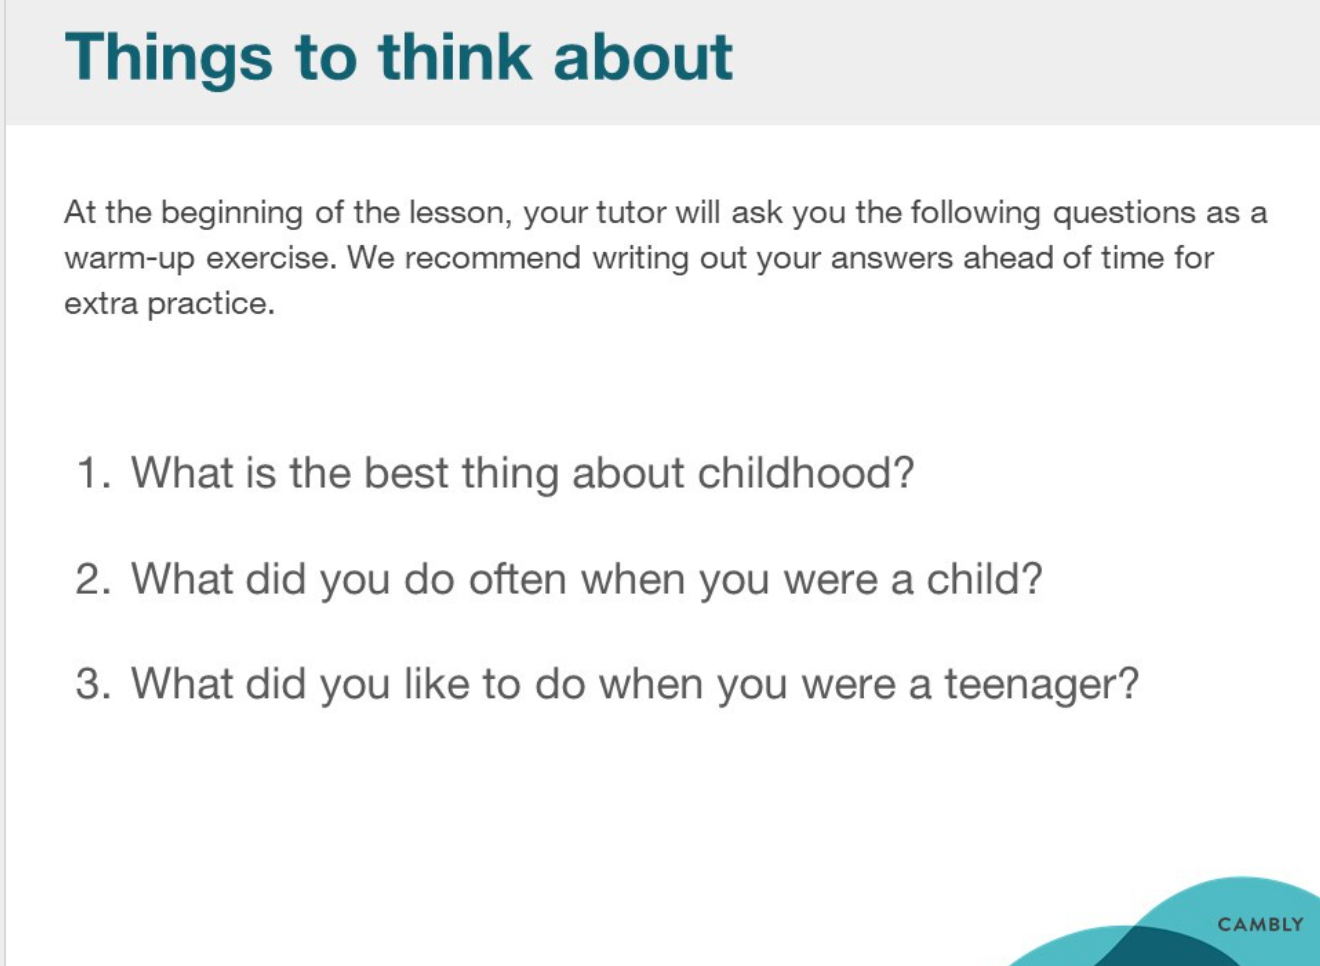 Things to think about
At the beginning of the lesson, your tutor will ask you the following questions as a
warm-up exercise. We recommend writing out your answers ahead of time for
extra practice.
1. What is the best thing about childhood?
2. What did you do often when you were a child?
3. What did you like to do when you were a teenager?
CAMBLY